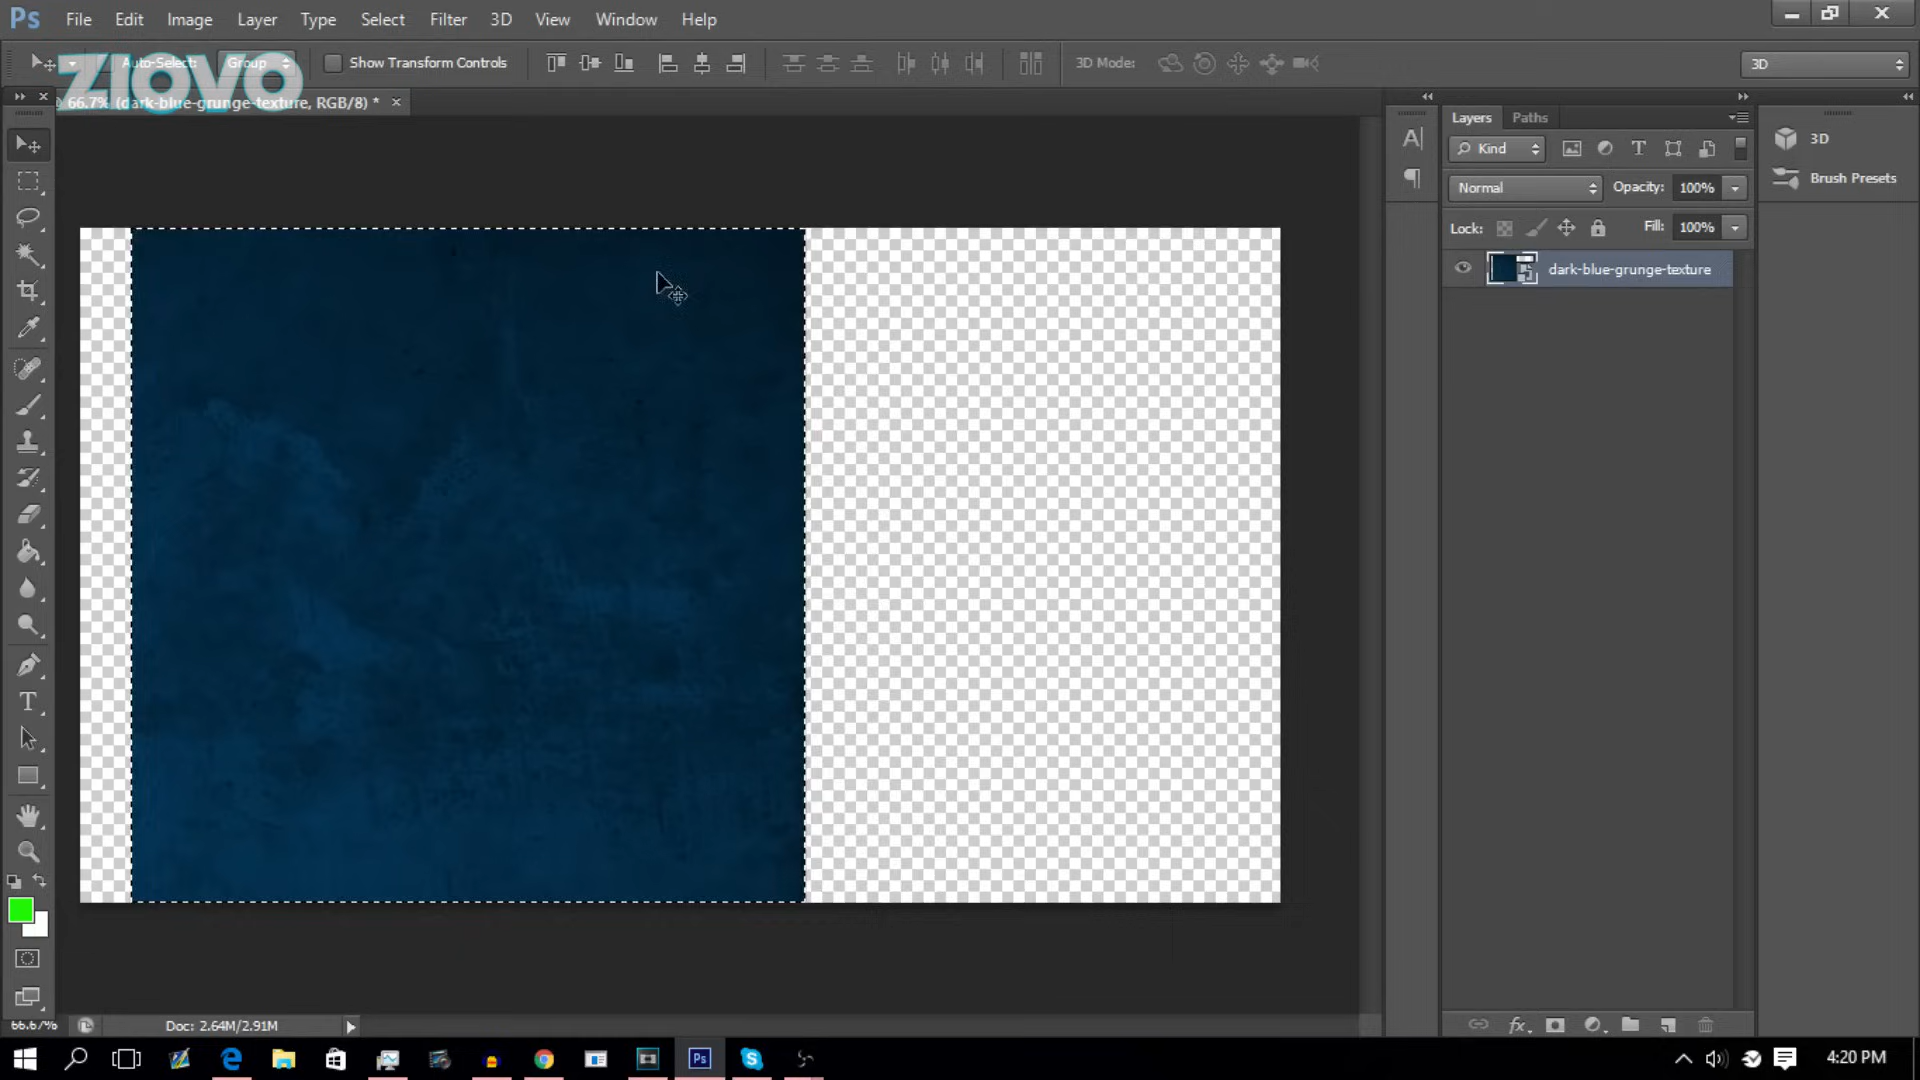 Ps File Edit Image Layer Type Select Filter 3D View Window Help
Auto-Select: Group Show Transform Controls 3D Mode: 3D
ZIOVO
66.7% (dark-blue-grunge-texture, RGB/8) *
Layers Paths
3D
Kind
Brush Presets
Normal Opacity: 100%
Lock: Fill: 100%
dark-blue-grunge-texture
66.67% Doc: 2.64M/2.91M
Ps 4:20 PM